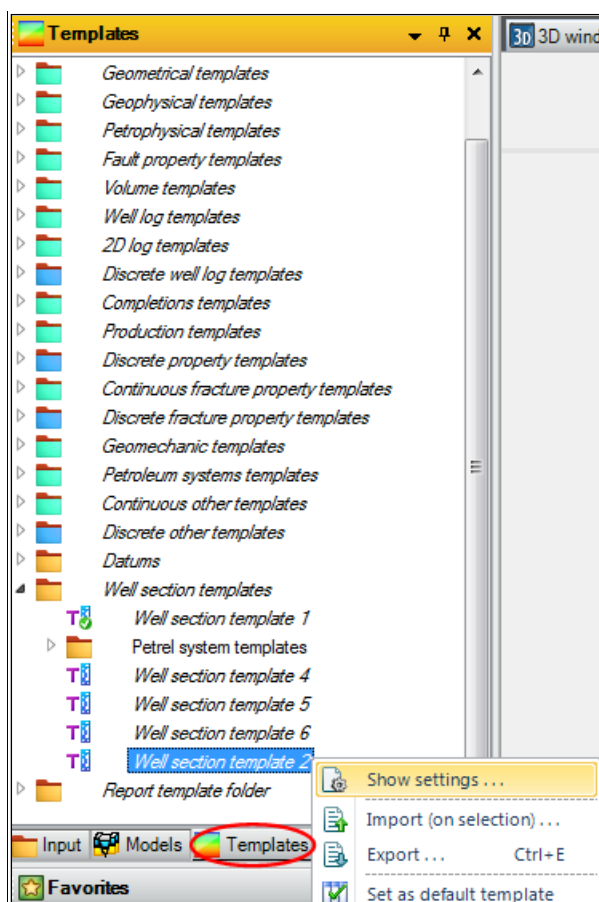 Templates
3D 3D wind
Geometrical templates
Geophysical templates
Petrophysical templates
Fault property templates
Volume templates
Well log templates
2D log templates
Discrete well log templates
Completions templates
Production templates
Discrete property templates
Continuous fracture property templates
Discrete fracture property templates
Geomechanic templates
Petroleum systems templates
Continuous other templates
Discrete other templates
Datums
Well section templates
T Well section template 1
Petrel system templates
T Well section template 4
T Well section template 5
T Well section template 6
T Well section template 2
Show settings ...
Report template folder
Import (on selection) ...
Input Models Templates
Export ... Ctrl+E
Favorites
Set as default template